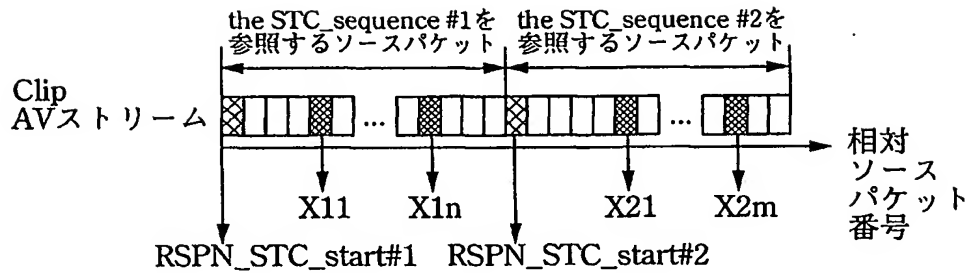 the STC_sequence #1を
参照するソースパケット
the STC_sequence #2を
参照するソースパケット
Clip
AVストリーム
...
...
相対
ソース
パケット
番号
X11
X1n
X21
X2m
RSPN_STC_start#1
RSPN_STC_start#2